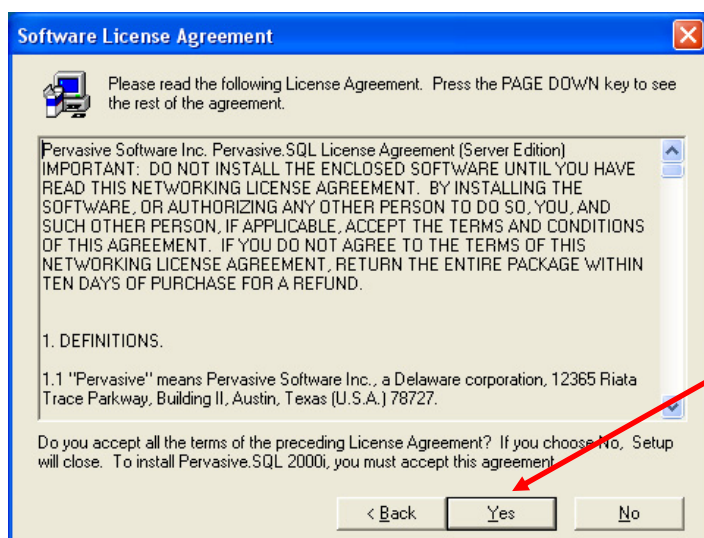 Software License Agreement
Please read the following License Agreement. Press the PAGE DOWN key to see
the rest of the agreement.
Pervasive Software Inc. Pervasive.SQL License Agreement (Server Edition)
IMPORTANT: DO NOT INSTALL THE ENCLOSED SOFTWARE UNTIL YOU HAVE
READ THIS NETWORKING LICENSE AGREEMENT. BY INSTALLING THE
SOFTWARE, OR AUTHORIZING ANY OTHER PERSON TO DO SO, YOU, AND
SUCH OTHER PERSON, IF APPLICABLE, ACCEPT THE TERMS AND CONDITIONS
OF THIS AGREEMENT. IF YOU DO NOT AGREE TO THE TERMS OF THIS
NETWORKING LICENSE AGREEMENT, RETURN THE ENTIRE PACKAGE WITHIN
TEN DAYS OF PURCHASE FOR A REFUND.
1. DEFINITIONS.
1.1 "Pervasive" means Pervasive Software Inc., a Delaware corporation, 12365 Riata
Trace Parkway, Building II, Austin, Texas (U.S.A.) 78727.
Do you accept all the terms of the preceding License Agreement? If you choose No, Setup
will close. To install Pervasive.SQL 2000i, you must accept this agreement.
< Back Yes No